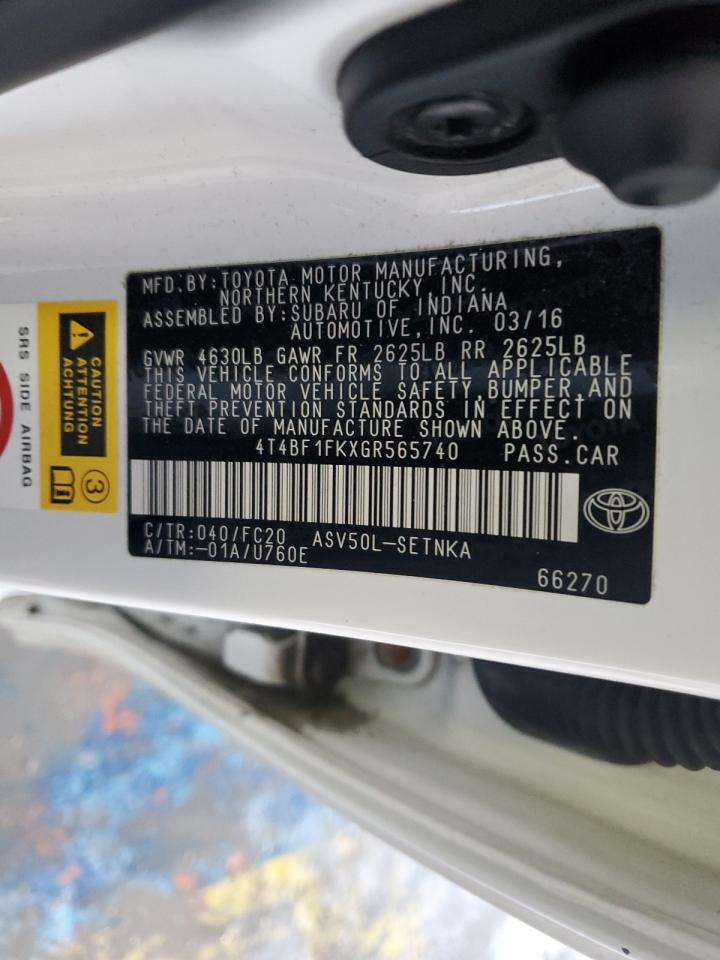 MFD.BY:TOYOTA MOTOR MANUFACTURING,
NORTHERN KENTUCKY, INC.
ASSEMBLED BY:SUBARU OF INDIANA
AUTOMOTIVE,INC. 03/16
GVWR 4630LB GAWR FR 2625LB RR 2625LB
THIS VEHICLE CONFORMS TO ALL APPLICABLE
FEDERAL MOTOR VEHICLE SAFETY,BUMPER,AND
THEFT PREVENTION STANDARDS IN EFFECT ON
THE DATE OF MANUFACTURE SHOWN ABOVE.
4T4BF1FKXGR565740 PASS.CAR
C/TR:040/FC20 ASV50L-SETNKA
A/TM:-01A/U760E
66270
CAUTION
ATTENTION
ACHTUNG
3
SRS SIDE AIRBAG